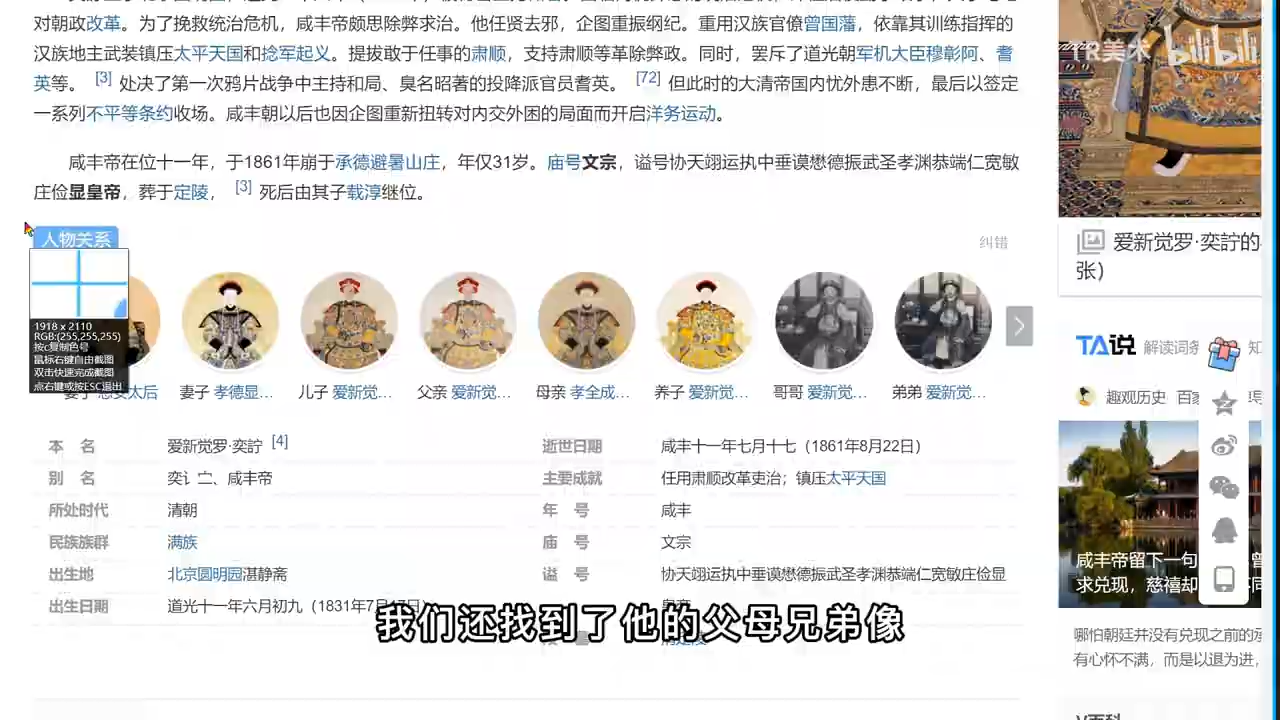 对朝政改革。为了挽救统治危机，咸丰帝颇思除弊求治。他任贤去邪，企图重振纲纪。重用汉族官僚曾国藩，依靠其训练指挥的
汉族地主武装镇压太平天国和捻军起义。提拔敢于任事的肃顺，支持肃顺等革除弊政。同时，罢斥了道光朝军机大臣穆彰阿、耆
英等。 [3] 处决了第一次鸦片战争中主持和局、臭名昭著的投降派官员耆英。 [72] 但此时的大清帝国内忧外患不断，最后以签定
一系列不平等条约收场。咸丰朝以后也因企图重新扭转对内交外困的局面而开启洋务运动。
咸丰帝在位十一年，于1861年崩于承德避暑山庄，年仅31岁。庙号文宗，谥号协天翊运执中垂谟懋德振武圣孝渊恭端仁宽敏
庄俭显皇帝，葬于定陵， [3] 死后由其子载淳继位。
人物关系
纠错
1918 x 2110
RGB:(255,255,255)
按c复制色号
鼠标右键自由截图
双击快速完成截图
点右键或按ESC退出
妻子 慈安太后
妻子 孝德显...
儿子 爱新觉...
父亲 爱新觉...
母亲 孝全成...
养子 爱新觉...
哥哥 爱新觉...
弟弟 爱新觉...
本 名 爱新觉罗·奕詝 [4]
别 名 奕讠宁、咸丰帝
所处时代 清朝
民族族群 满族
出生地 北京圆明园湛静斋
出生日期 道光十一年六月初九（1831年7月17日）
逝世日期 咸丰十一年七月十七（1861年8月22日）
主要成就 任用肃顺改革吏治；镇压太平天国
年 号 咸丰
庙 号 文宗
谥 号 协天翊运执中垂谟懋德振武圣孝渊恭端仁宽敏庄俭显
我们还找到了他的父母兄弟像
TR美术 bilibili
爱新觉罗·奕詝的
张）
TA说 解读词条 知
趣观历史 百家
咸丰帝留下一句
求兑现，慈禧却
哪怕朝廷并没有兑现之前的承
有心怀不满，而是以退为进，
V百科